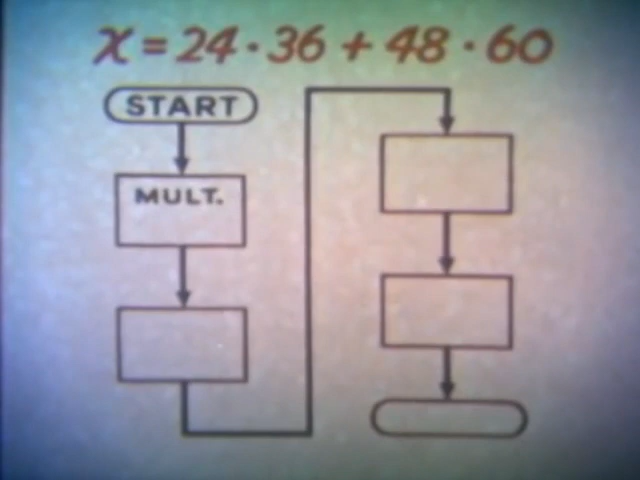 x = 24 · 36 + 48 · 60
START
MULT.